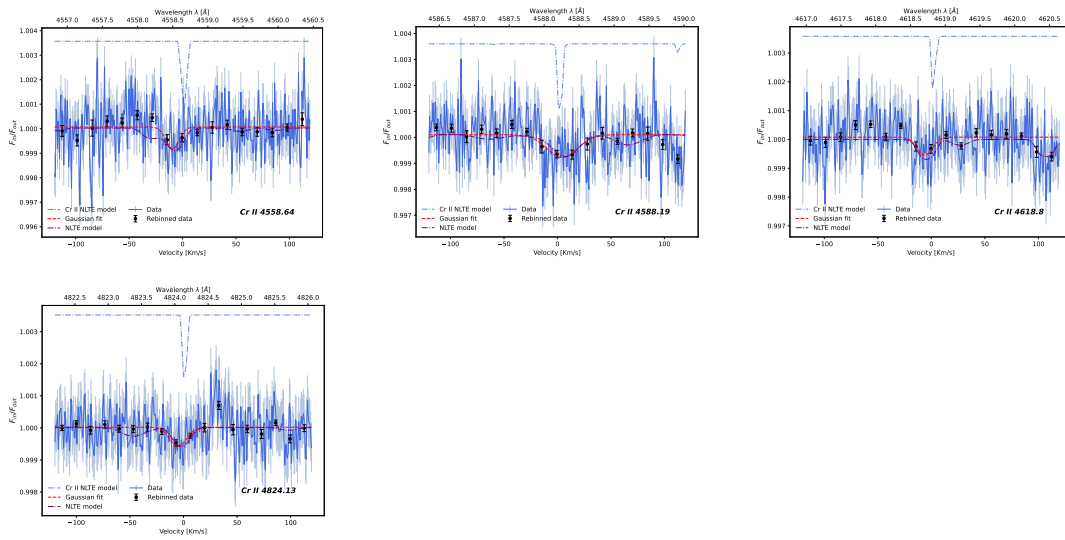 Wavelength λ [Å]
4557.0 4557.5 4558.0 4558.5 4559.0 4559.5 4560.0 4560.5
1.004
1.003
1.002
1.001
1.000
0.999
0.998
0.997
0.996
F_in/F_out
Cr II NLTE model
Gaussian fit
NLTE model
Data
Rebinned data
Cr II 4558.64
−100 −50 0 50 100
Velocity [Km/s]
Wavelength λ [Å]
4586.5 4587.0 4587.5 4588.0 4588.5 4589.0 4589.5 4590.0
1.004
1.003
1.002
1.001
1.000
0.999
0.998
0.997
F_in/F_out
Cr II NLTE model
Gaussian fit
NLTE model
Data
Rebinned data
Cr II 4588.19
−100 −50 0 50 100
Velocity [Km/s]
Wavelength λ [Å]
4617.0 4617.5 4618.0 4618.5 4619.0 4619.5 4620.0 4620.5
1.003
1.002
1.001
1.000
0.999
0.998
0.997
F_in/F_out
Cr II NLTE model
Gaussian fit
NLTE model
Data
Rebinned data
Cr II 4618.8
−100 −50 0 50 100
Velocity [Km/s]
Wavelength λ [Å]
4822.5 4823.0 4823.5 4824.0 4824.5 4825.0 4825.5 4826.0
1.003
1.002
1.001
1.000
0.999
0.998
F_in/F_out
Cr II NLTE model
Gaussian fit
NLTE model
Data
Rebinned data
Cr II 4824.13
−100 −50 0 50 100
Velocity [Km/s]